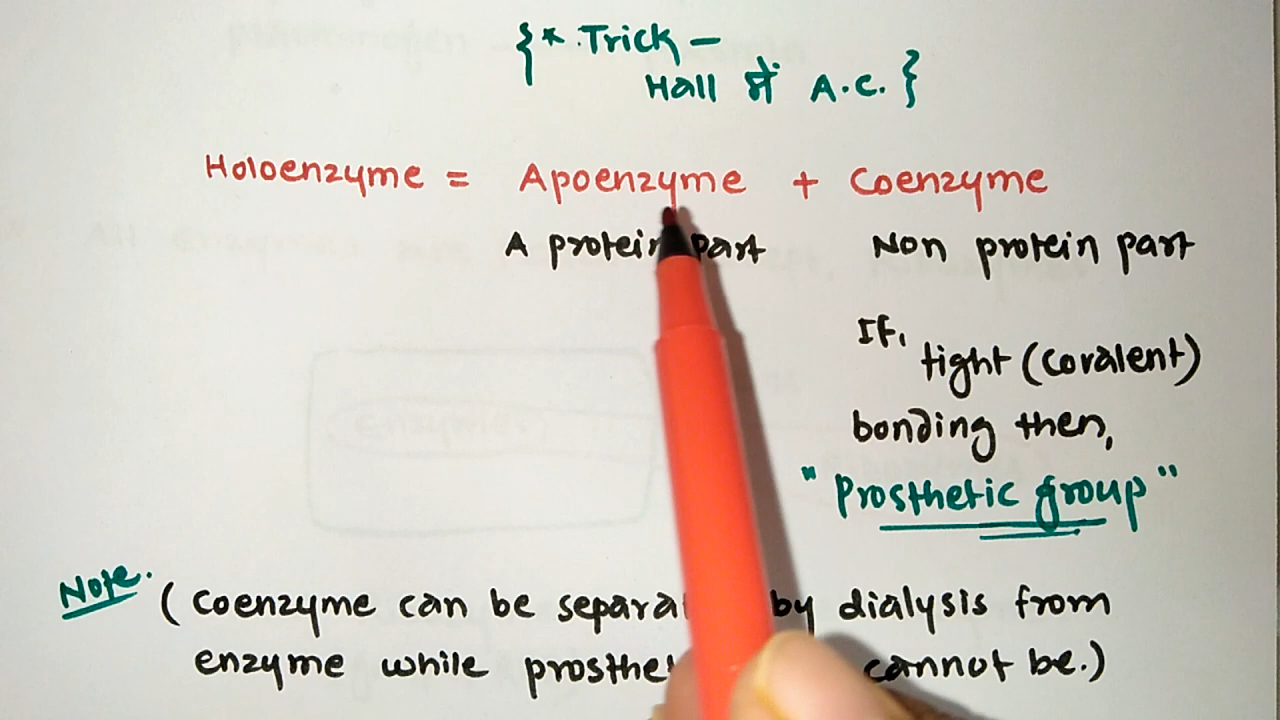 {* Trick –
Hall में A.C. }
Holoenzyme = Apoenzyme + Coenzyme
A protein part Non protein part
If, tight (covalent)
bonding then,
"Prosthetic group"
Note. ( Coenzyme can be separa by dialysis from
enzyme while prosthe cannot be.)